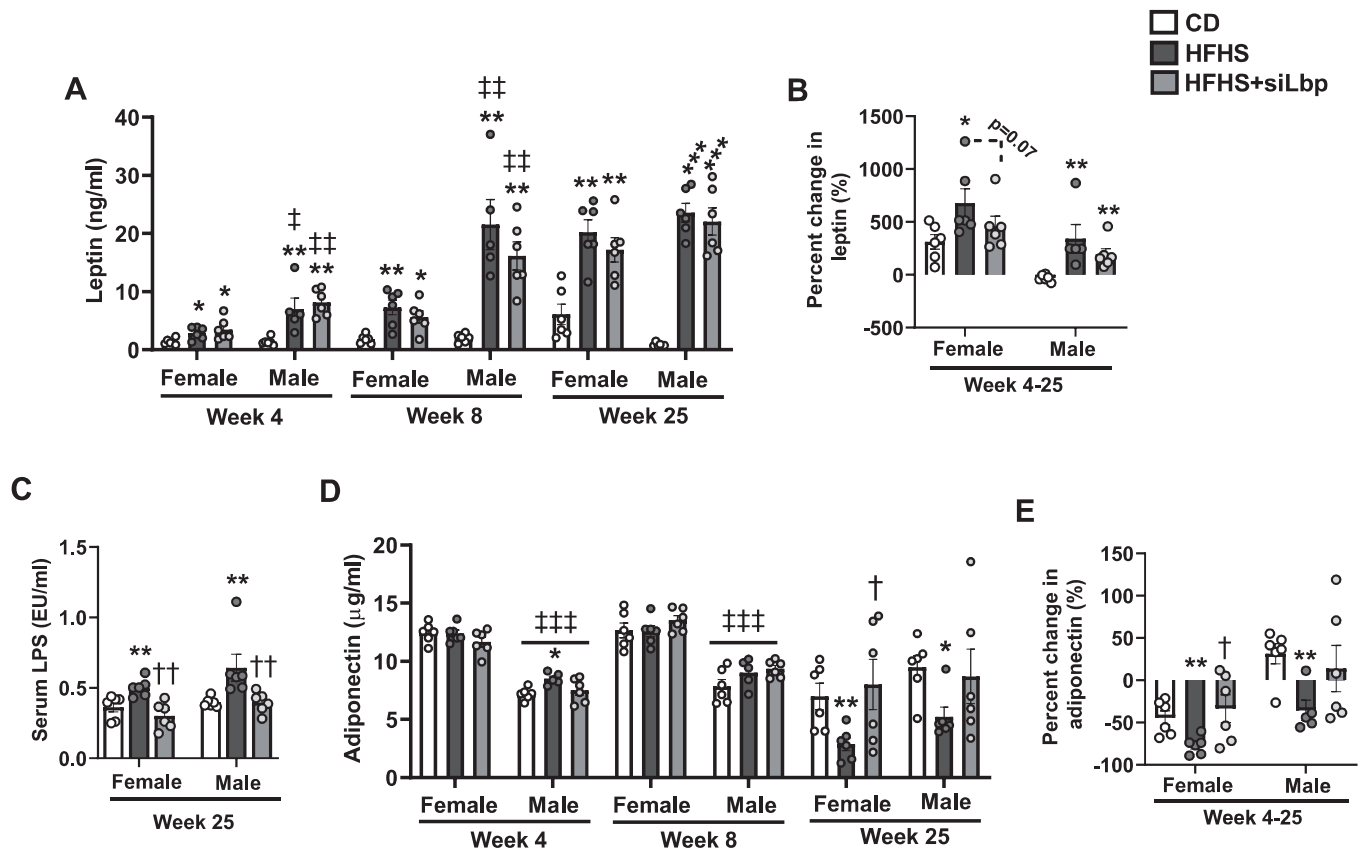 CD
HFHS
HFHS+siLbp
A
Leptin (ng/ml)
40
30
20
10
0
* * ‡ ** ‡‡ ** ** * ‡‡ ** ‡‡ ** ** ** *** ***
Female Male Female Male Female Male
Week 4 Week 8 Week 25
B
Percent change in
leptin (%)
1500
1000
500
0
-500
* p=0.07 ** **
Female Male
Week 4-25
C
Serum LPS (EU/ml)
1.5
1.0
0.5
0.0
** †† ** ††
Female Male
Week 25
D
Adiponectin (μg/ml)
20
15
10
5
0
‡‡‡ * ‡‡‡ ** † *
Female Male Female Male Female Male
Week 4 Week 8 Week 25
E
Percent change in
adiponectin (%)
150
100
50
0
-50
-100
** † **
Female Male
Week 4-25